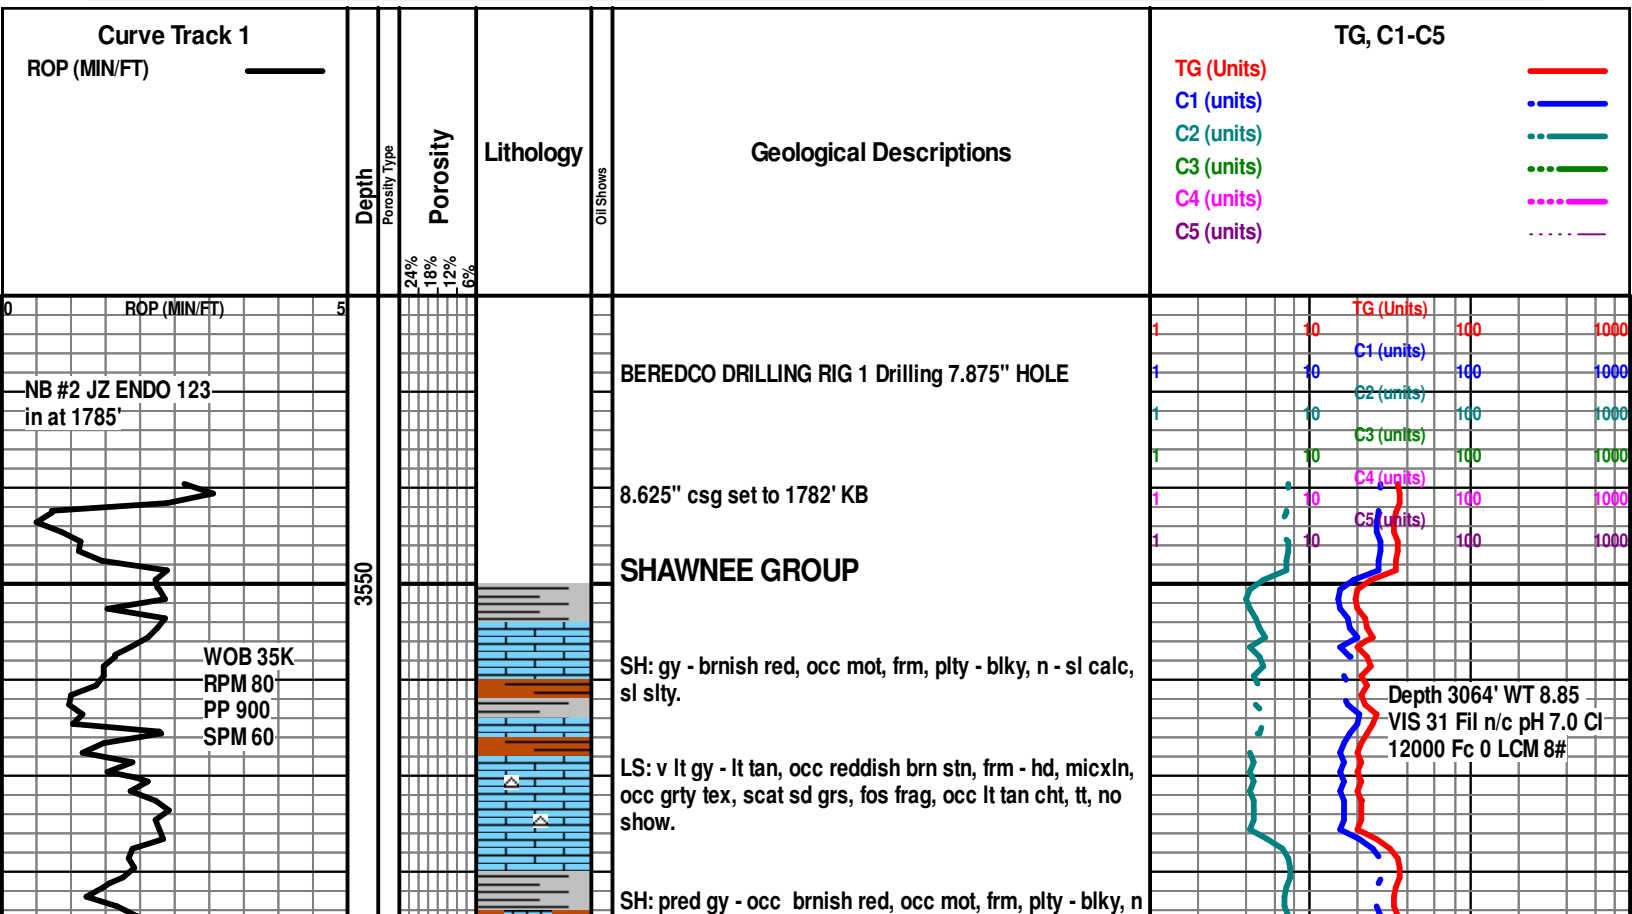 Curve Track 1
ROP (MIN/FT)
Depth
Porosity Type
Porosity
24%
18%
12%
6%
Lithology
Oil Shows
Geological Descriptions
TG, C1-C5
TG (Units)
C1 (units)
C2 (units)
C3 (units)
C4 (units)
C5 (units)
0 ROP (MIN/FT) 5
NB #2 JZ ENDO 123
in at 1785'
WOB 35K
RPM 80
PP 900
SPM 60
3550
BEREDCO DRILLING RIG 1 Drilling 7.875" HOLE
8.625" csg set to 1782' KB
SHAWNEE GROUP
SH: gy - brnish red, occ mot, frm, plty - blky, n - sl calc,
sl slty.
LS: v lt gy - lt tan, occ reddish brn stn, frm - hd, micxln,
occ grty tex, scat sd grs, fos frag, occ lt tan cht, tt, no
show.
SH: pred gy - occ  brnish red, occ mot, frm, plty - blky, n
TG (Units)
1 10 100 1000
C1 (units)
1 10 100 1000
C2 (units)
1 10 100 1000
C3 (units)
1 10 100 1000
C4 (units)
1 10 100 1000
C5 (units)
1 10 100 1000
Depth 3064' WT 8.85
VIS 31 Fil n/c pH 7.0 Cl
12000 Fc 0 LCM 8#